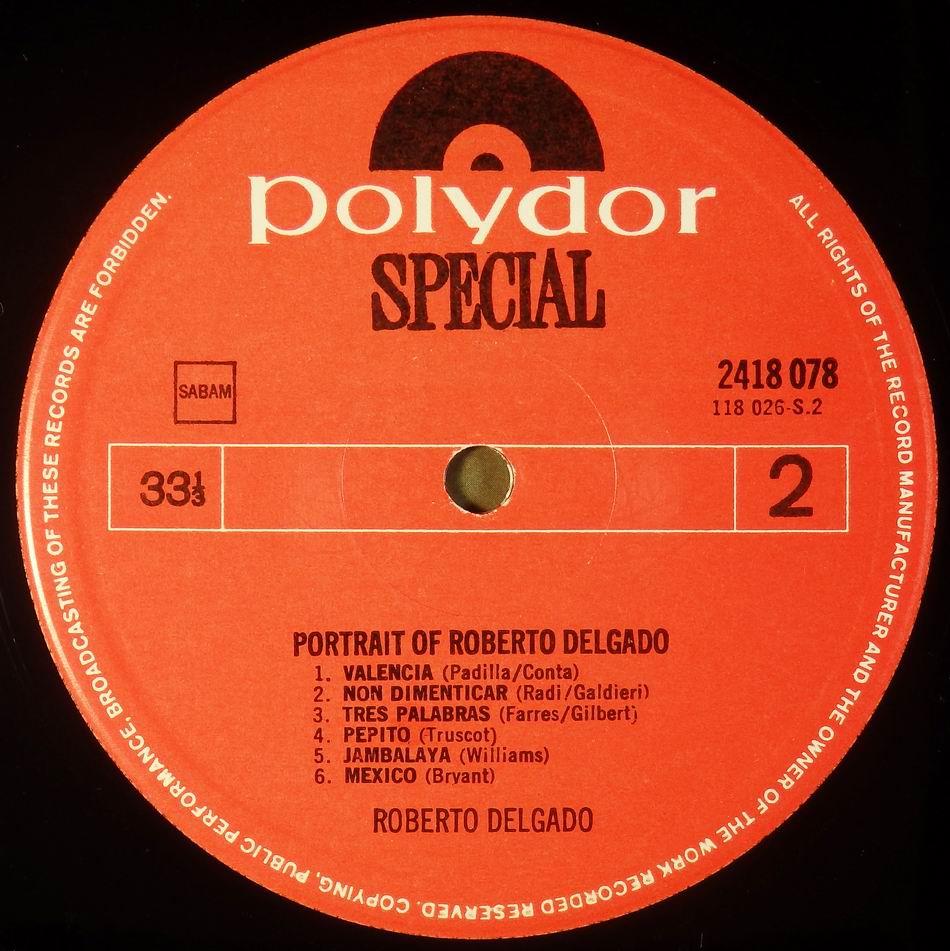 polydor
SPECIAL
SABAM
2418 078
118 026-S.2
33⅓
2
PORTRAIT OF ROBERTO DELGADO
1. VALENCIA (Padilla/Conta)
2. NON DIMENTICAR (Radi/Galdieri)
3. TRES PALABRAS (Farres/Gilbert)
4. PEPITO (Truscot)
5. JAMBALAYA (Williams)
6. MEXICO (Bryant)
ROBERTO DELGADO
ALL RIGHTS OF THE RECORD MANUFACTURER AND THE OWNER OF THE WORK RECORDED RESERVED. COPYING, PUBLIC PERFORMANCE, BROADCASTING OF THESE RECORDS ARE FORBIDDEN.